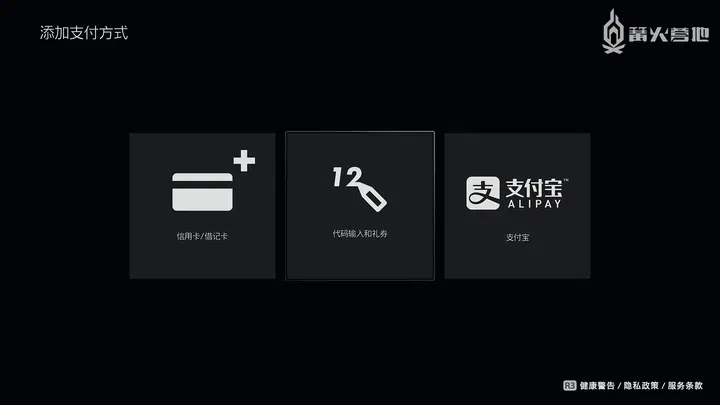 添加支付方式
篝火营地
12
支付宝™
ALIPAY
信用卡/借记卡
代码输入和礼券
支付宝
R3 健康警告 / 隐私政策 / 服务条款